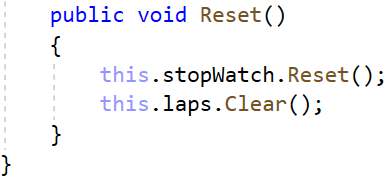 public void Reset()
{
this.stopWatch.Reset();
this.laps.Clear();
}
}